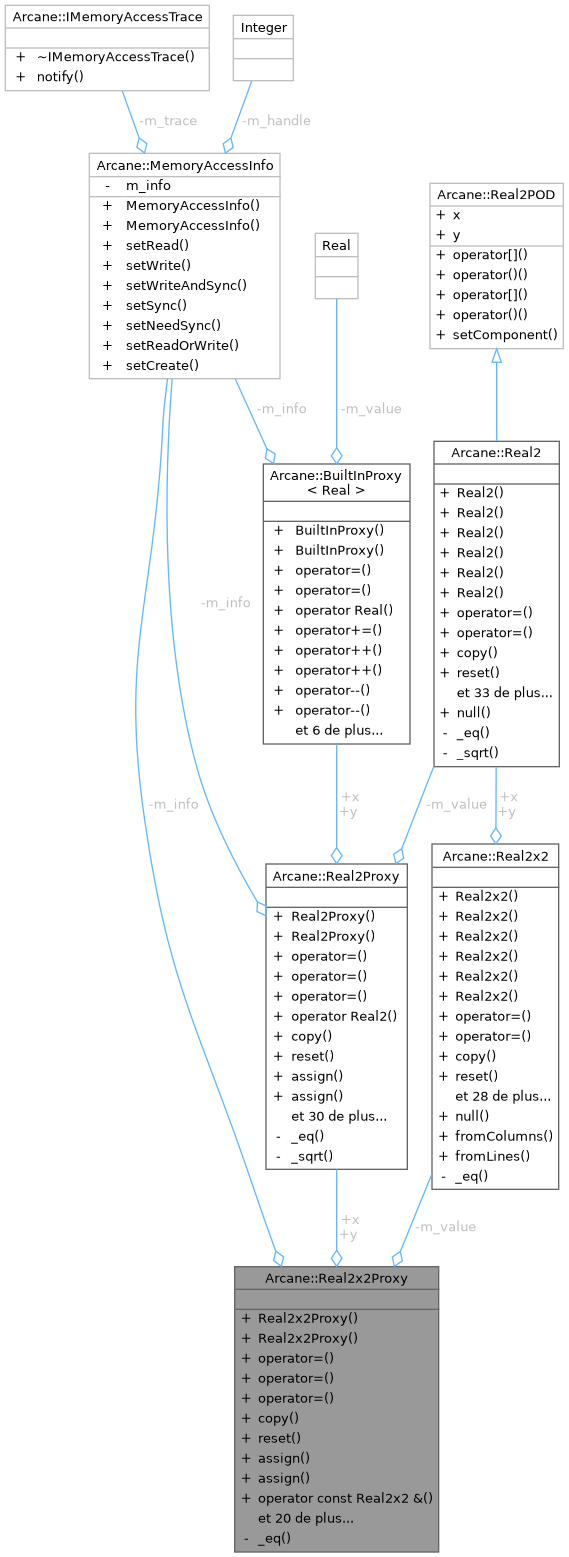 Arcane::IMemoryAccessTrace
+ ~IMemoryAccessTrace()
+ notify()
Integer
-m_trace
-m_handle
Arcane::MemoryAccessInfo
- m_info
+ MemoryAccessInfo()
+ MemoryAccessInfo()
+ setRead()
+ setWrite()
+ setWriteAndSync()
+ setSync()
+ setNeedSync()
+ setReadOrWrite()
+ setCreate()
Real
Arcane::Real2POD
+ x
+ y
+ operator[]()
+ operator()()
+ operator[]()
+ operator()()
+ setComponent()
-m_info
-m_value
Arcane::BuiltInProxy
< Real >
+ BuiltInProxy()
+ BuiltInProxy()
+ operator=()
+ operator=()
+ operator Real()
+ operator+=()
+ operator++()
+ operator++()
+ operator--()
+ operator--()
et 6 de plus...
Arcane::Real2
+ Real2()
+ Real2()
+ Real2()
+ Real2()
+ Real2()
+ Real2()
+ operator=()
+ operator=()
+ copy()
+ reset()
et 33 de plus...
+ null()
- _eq()
- _sqrt()
-m_info
-m_info
+x
+y
-m_value
+x
+y
Arcane::Real2Proxy
+ Real2Proxy()
+ Real2Proxy()
+ operator=()
+ operator=()
+ operator=()
+ operator Real2()
+ copy()
+ reset()
+ assign()
+ assign()
et 30 de plus...
- _eq()
- _sqrt()
Arcane::Real2x2
+ Real2x2()
+ Real2x2()
+ Real2x2()
+ Real2x2()
+ Real2x2()
+ Real2x2()
+ operator=()
+ operator=()
+ copy()
+ reset()
et 28 de plus...
+ null()
+ fromColumns()
+ fromLines()
- _eq()
+x
+y
-m_value
Arcane::Real2x2Proxy
+ Real2x2Proxy()
+ Real2x2Proxy()
+ operator=()
+ operator=()
+ operator=()
+ copy()
+ reset()
+ assign()
+ assign()
+ operator const Real2x2 &()
et 20 de plus...
- _eq()